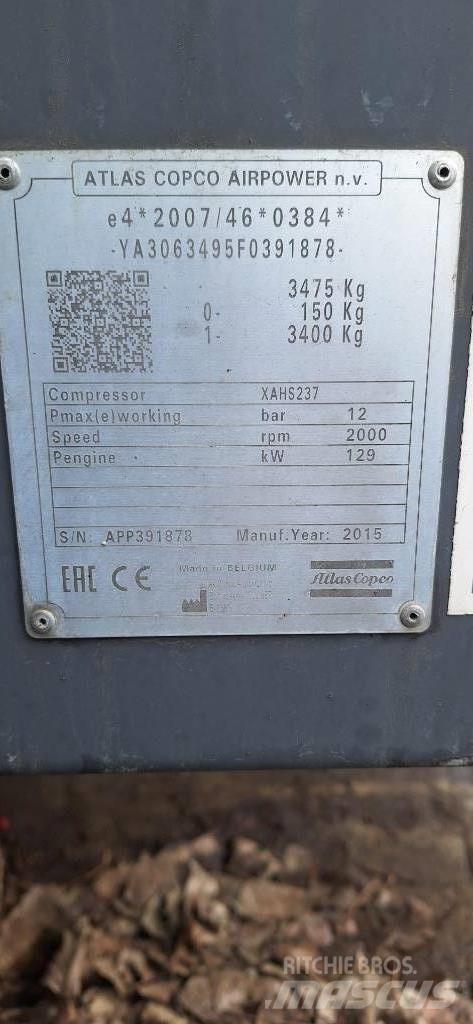 ATLAS COPCO AIRPOWER n.v.
e4*2007/46*0384*
-YA3063495F0391878-
3475 Kg
0- 150 Kg
1- 3400 Kg
Compressor XAHS237
Pmax(e)working bar 12
Speed rpm 2000
Pengine kW 129
S/N: APP391878 Manuf.Year: 2015
EAC CE Made in BELGIUM
Atlas Copco
RITCHIE BROS.
MASCUS